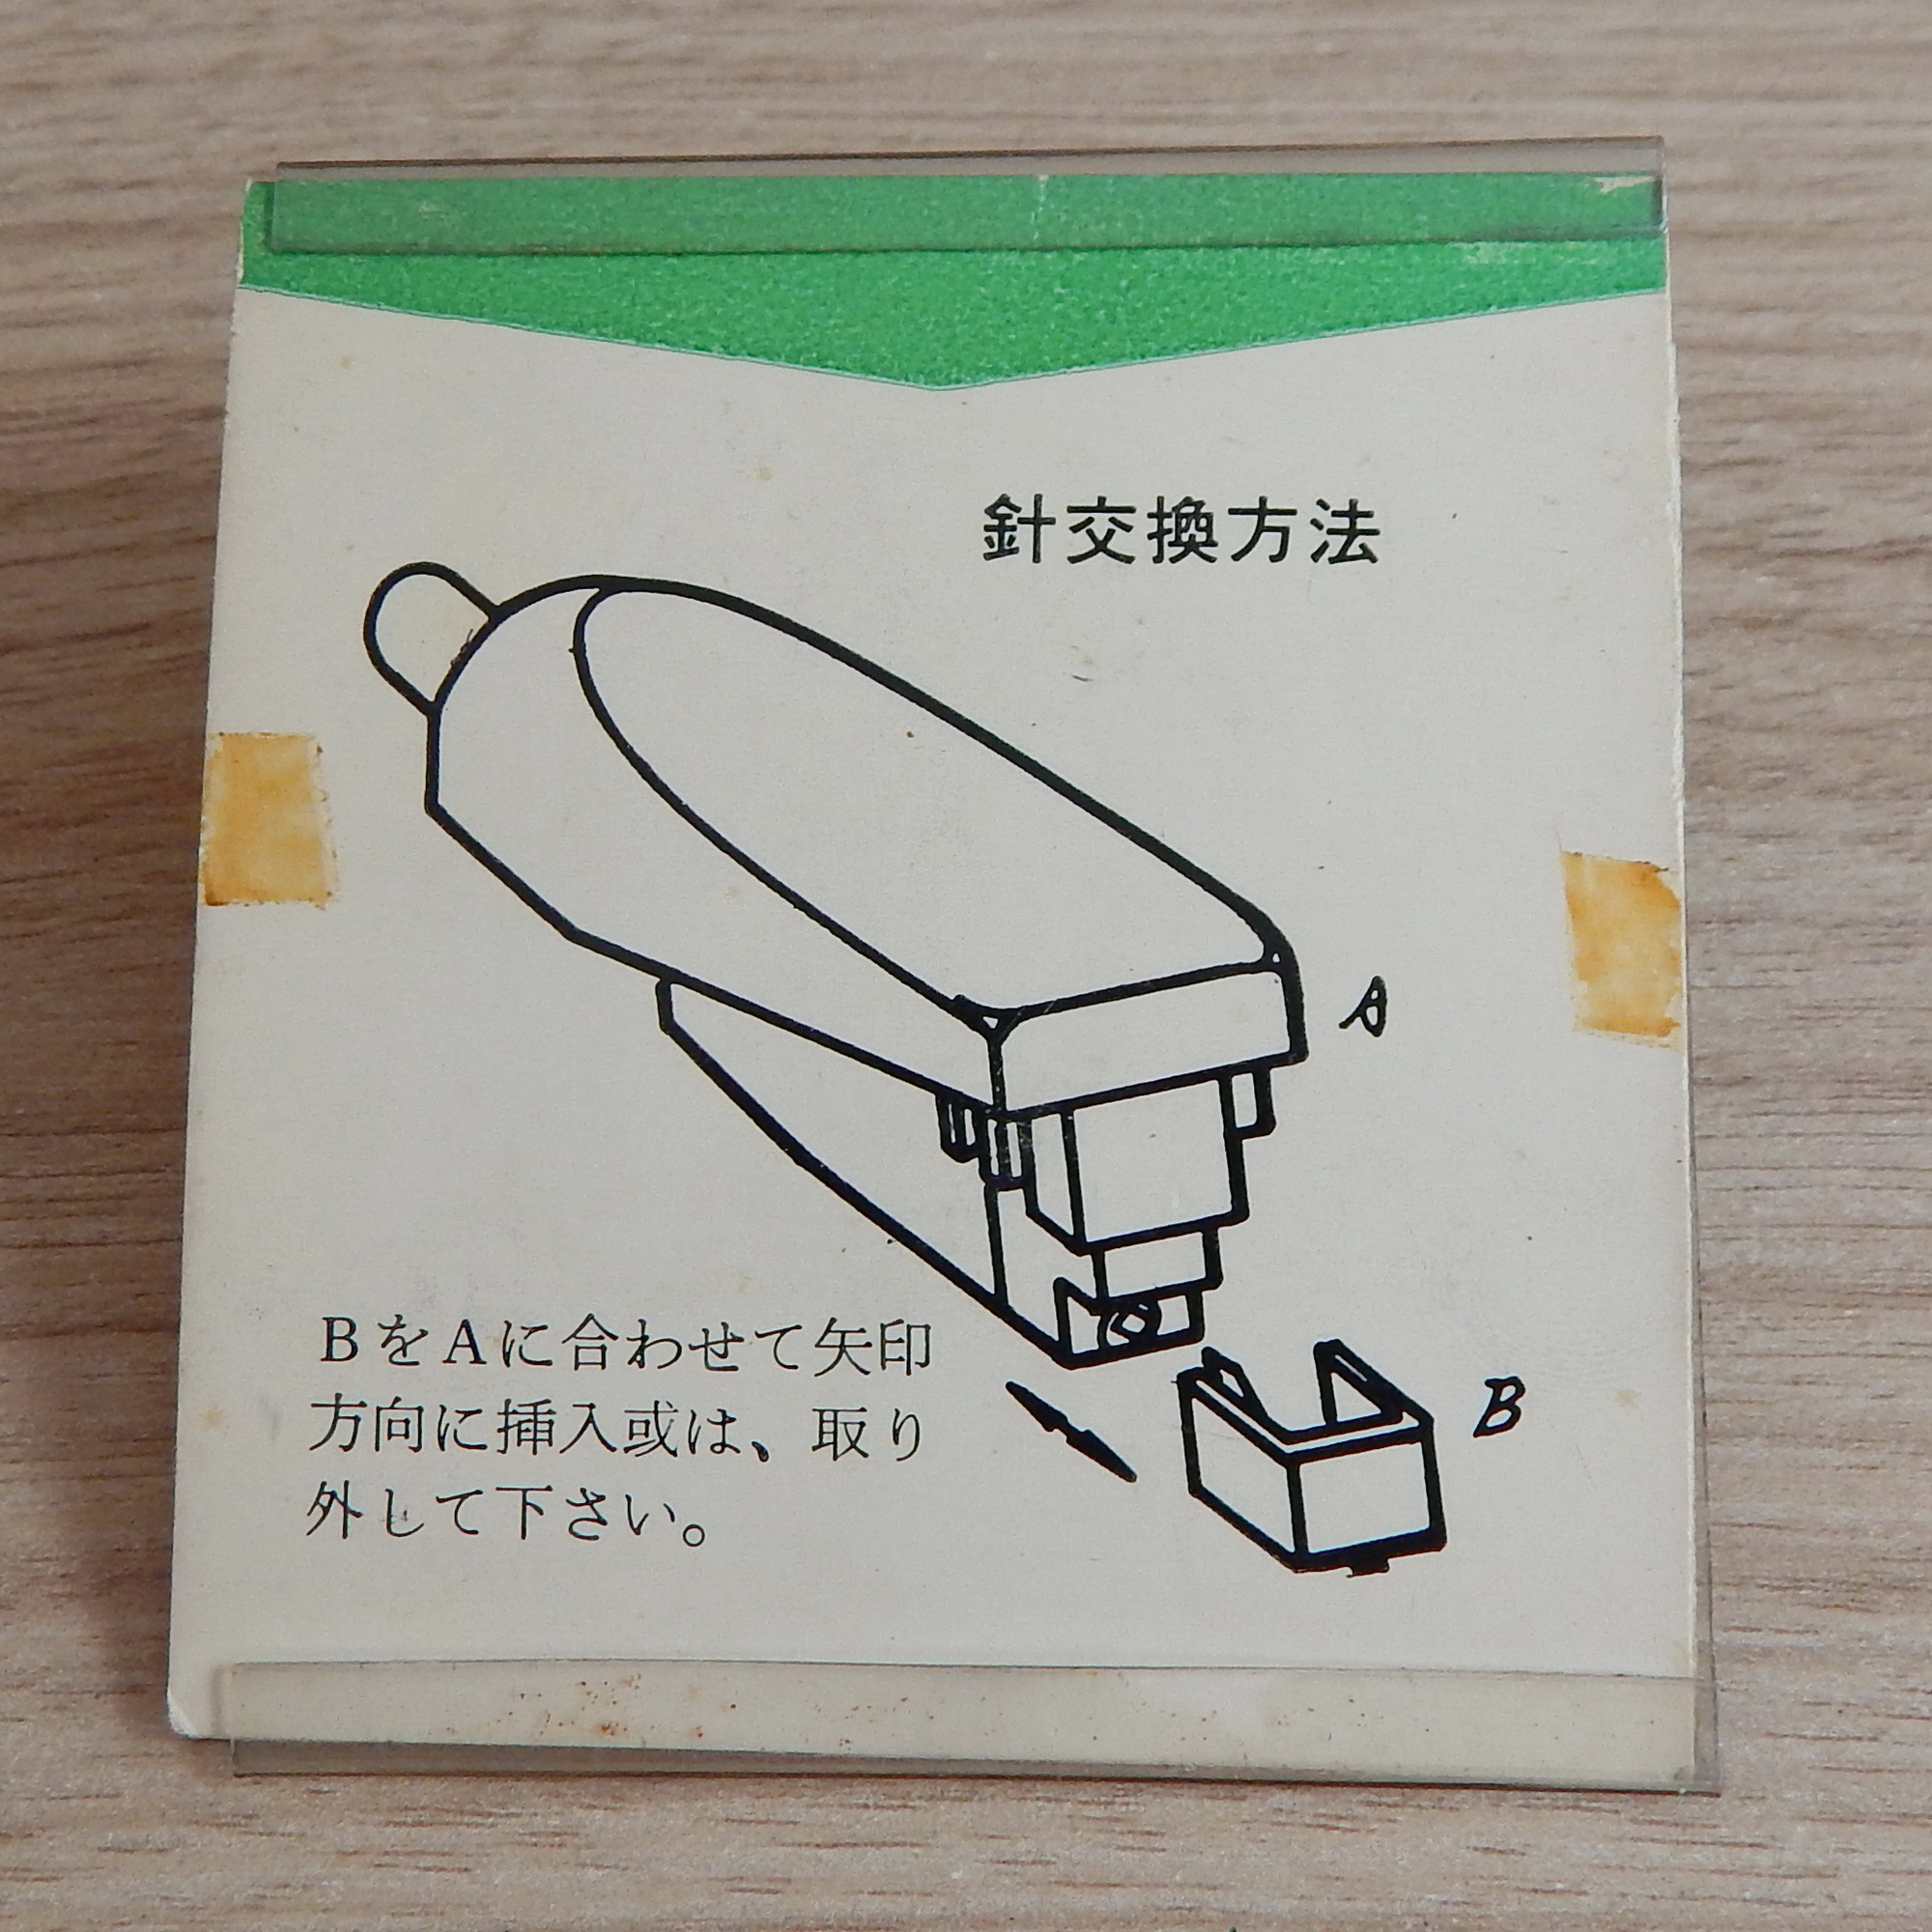 針交換方法
A
B
BをAに合わせて矢印
方向に挿入或は、取り
外して下さい。